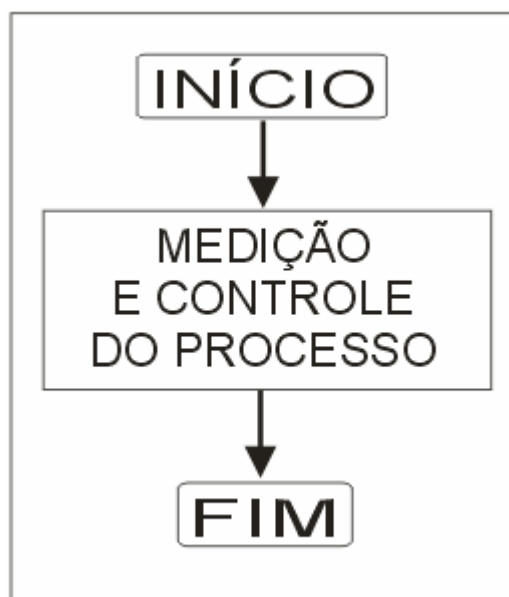 INÍCIO
MEDIÇÃO
E CONTROLE
DO PROCESSO
FIM